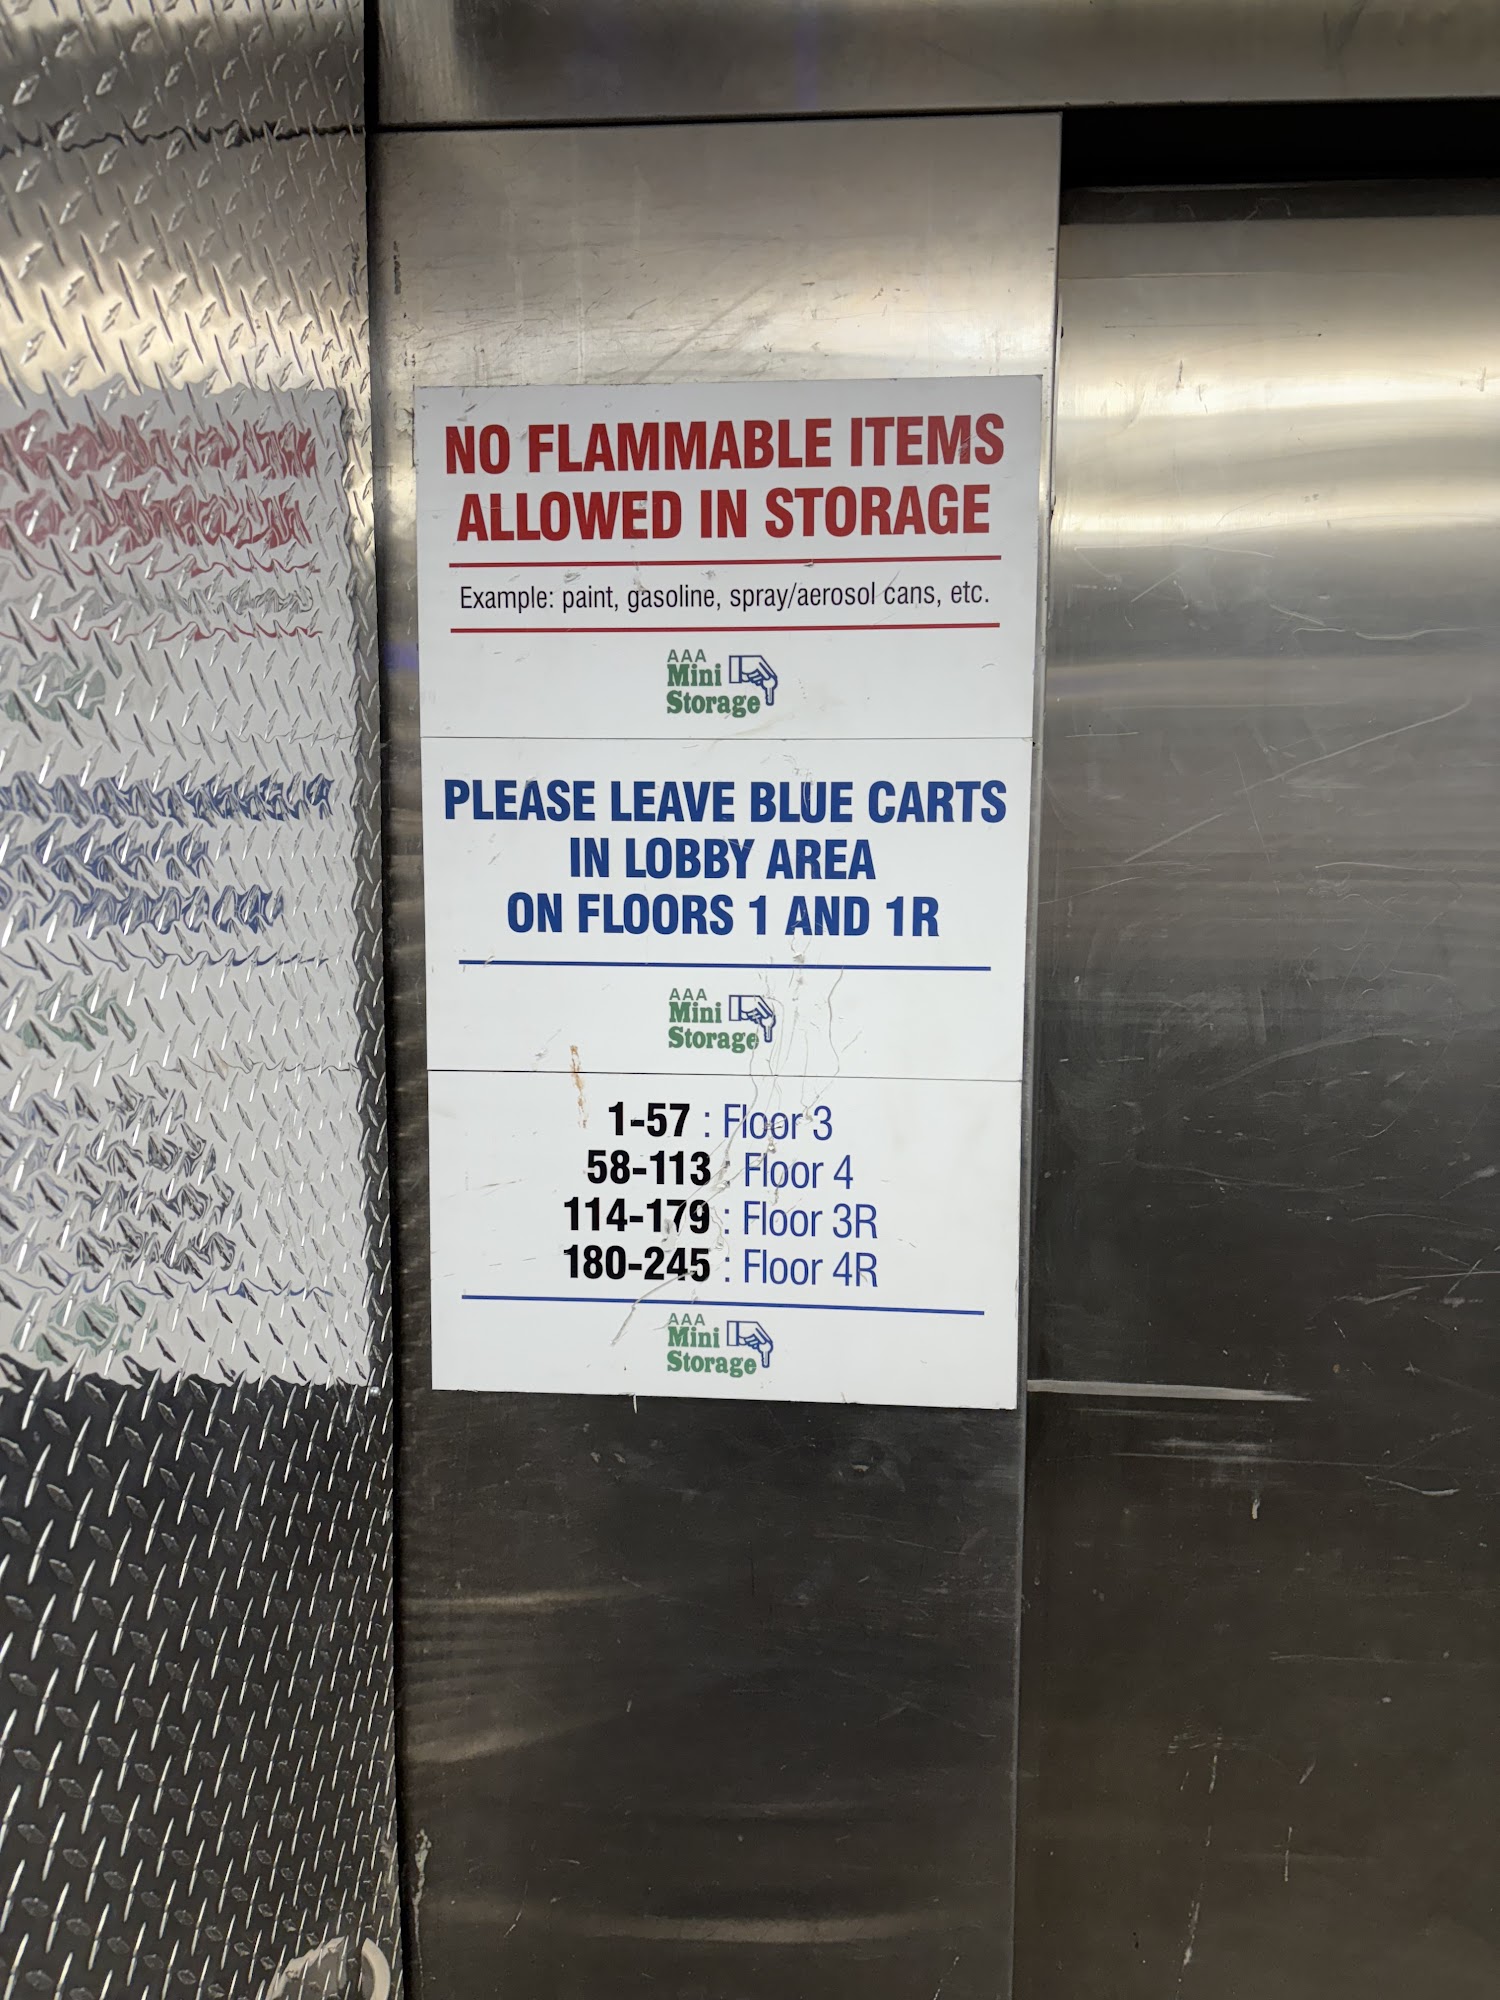 NO FLAMMABLE ITEMS
ALLOWED IN STORAGE
Example: paint, gasoline, spray/aerosol cans, etc.
AAA
Mini
Storage
PLEASE LEAVE BLUE CARTS
IN LOBBY AREA
ON FLOORS 1 AND 1R
AAA
Mini
Storage
1-57 : Floor 3
58-113 : Floor 4
114-179 : Floor 3R
180-245 : Floor 4R
AAA
Mini
Storage